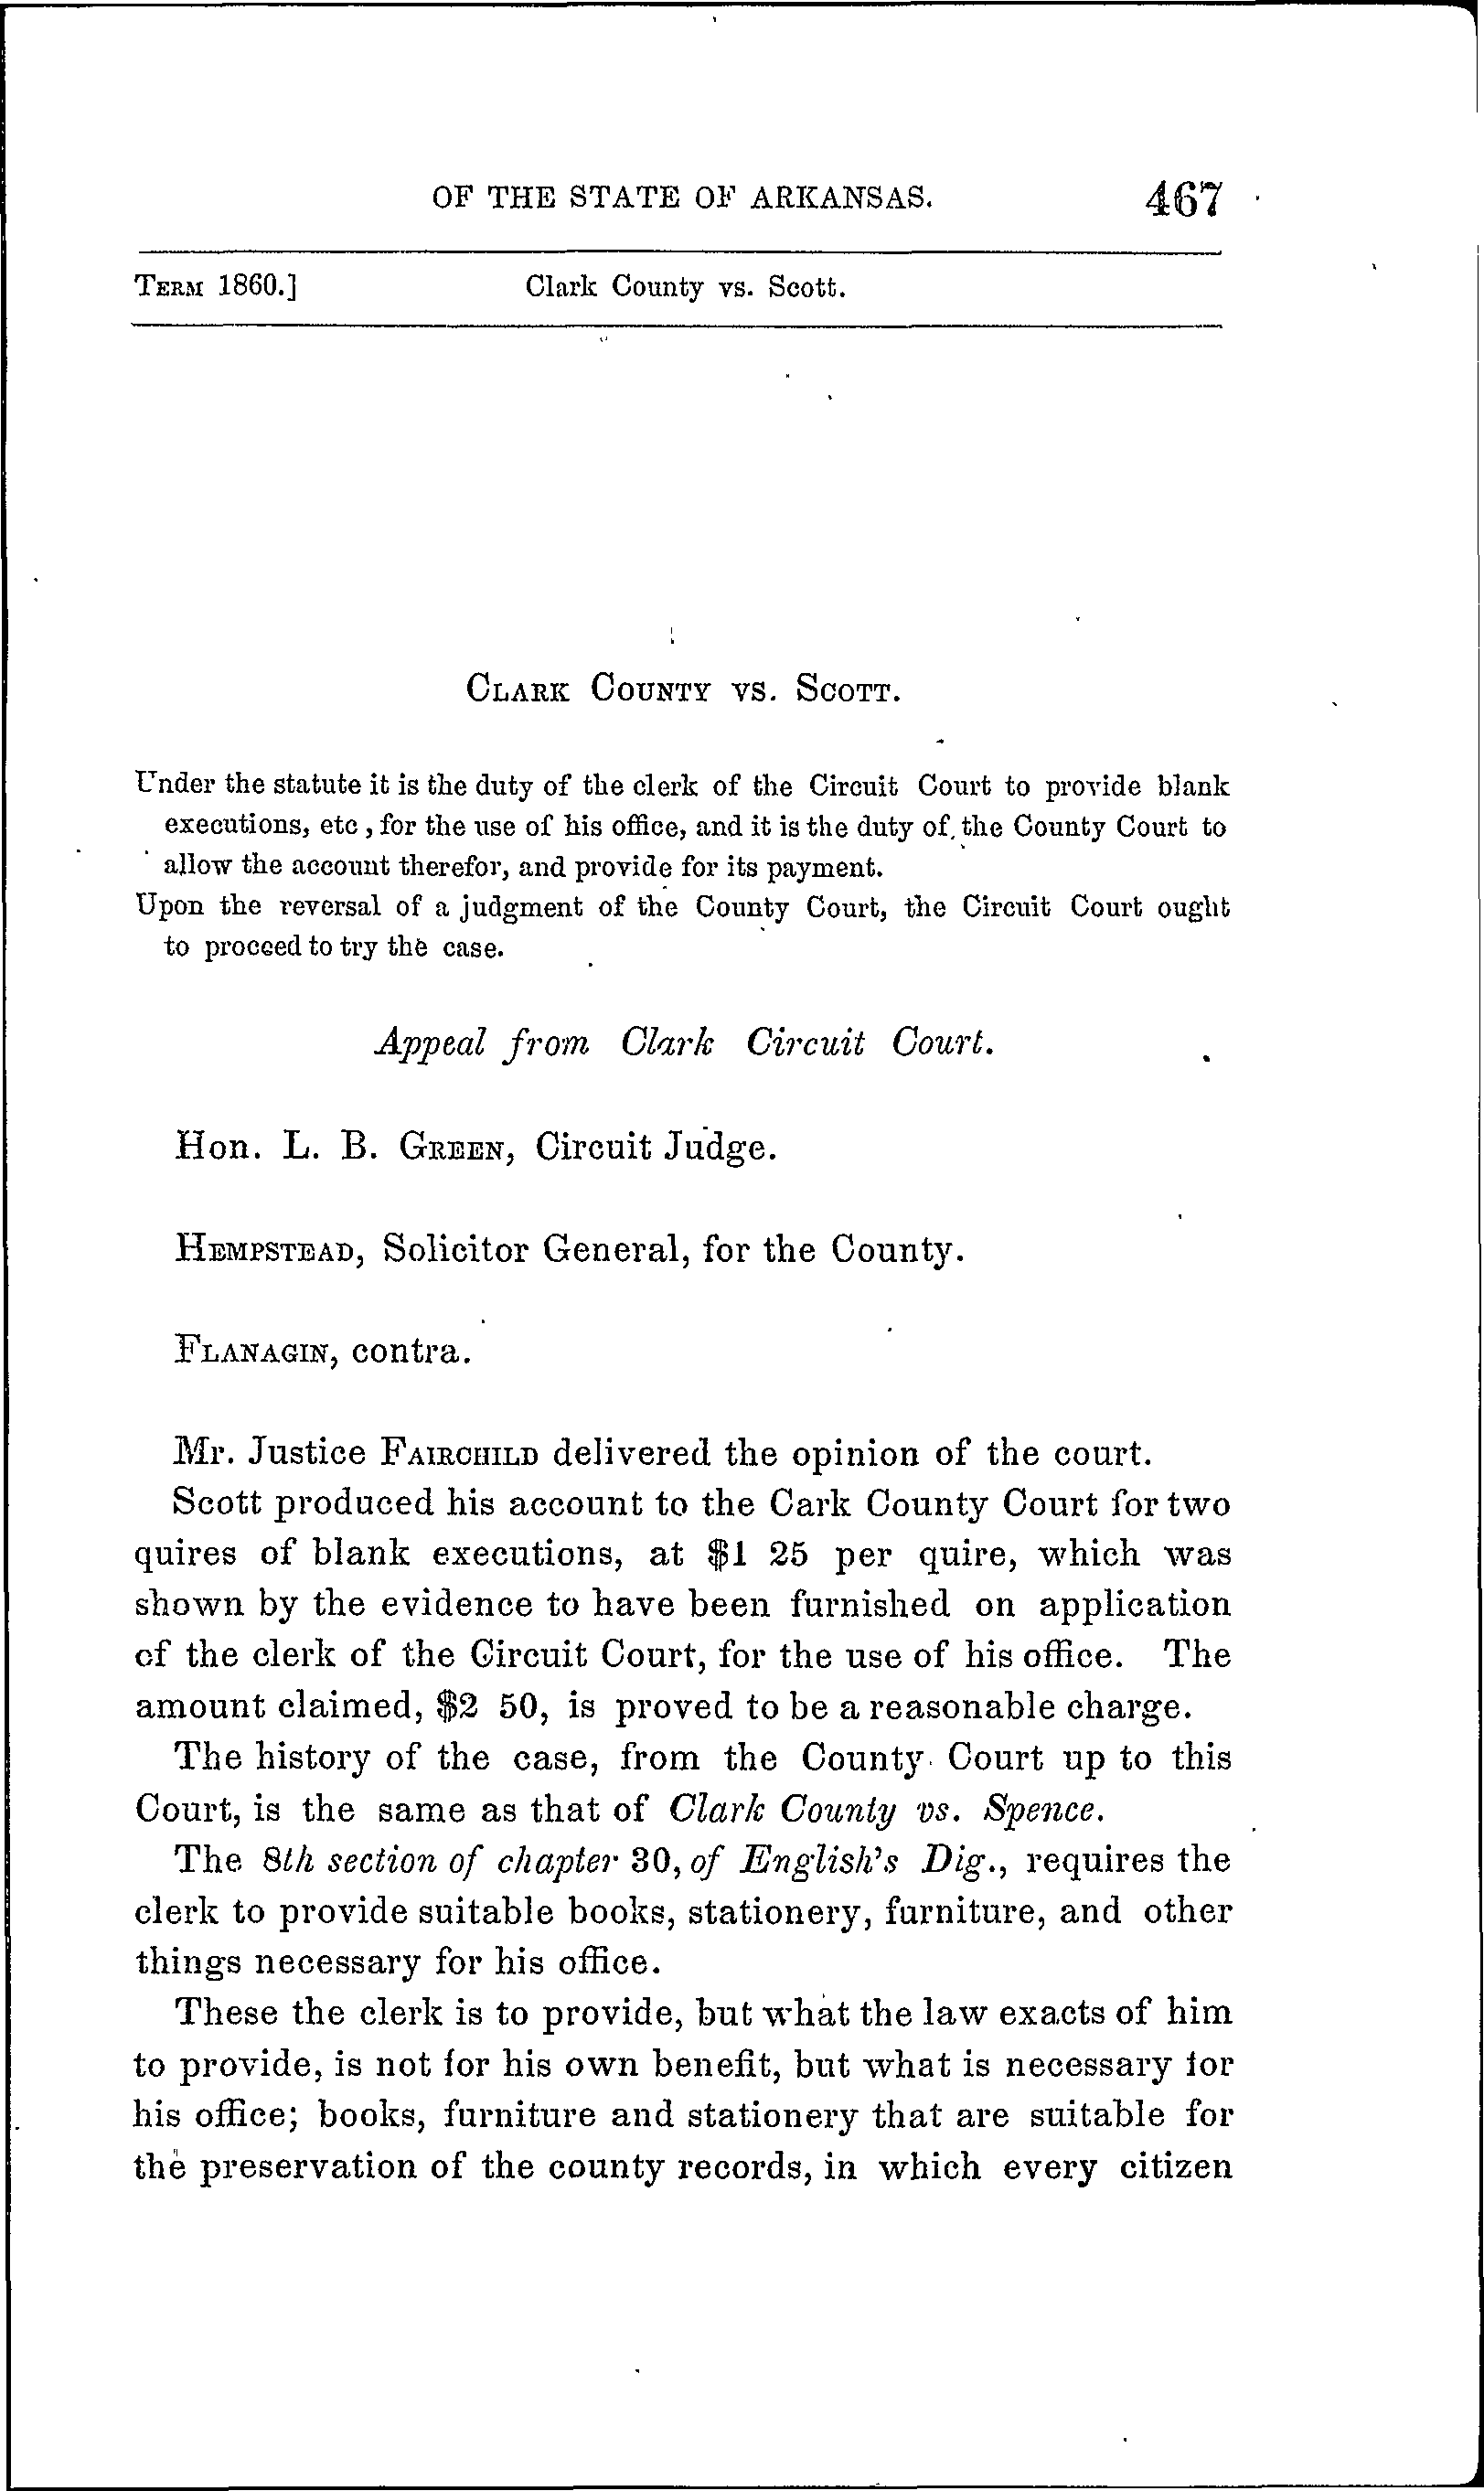 OF THE STATE OF ARKANSAS. 467
TERM 1860.] Clark County vs. Scott.
CLARK COUNTY VS. SCOTT.
Under the statute it is the duty of the clerk of the Circuit Court to provide blank
executions, etc , for the use of his office, and it is the duty of the County Court to
allow the account therefor, and provide for its payment.
Upon the reversal of a judgment of the County Court, the Circuit Court ought
to proceed to try the case.
Appeal from Clark Circuit Court.
Hon. L. B. GREEN, Circuit Judge.
HEMPSTEAD, Solicitor General, for the County.
FLANAGIN, contra.
Mr. Justice FAIRCHILD delivered the opinion of the court.
Scott produced his account to the Cark County Court for two
quires of blank executions, at $1 25 per quire, which was
shown by the evidence to have been furnished on application
of the clerk of the Circuit Court, for the use of his office. The
amount claimed, $2 50, is proved to be a reasonable charge.
The history of the case, from the County Court up to this
Court, is the same as that of Clark County vs. Spence.
The 8th section of chapter 30, of English's Dig., requires the
clerk to provide suitable books, stationery, furniture, and other
things necessary for his office.
These the clerk is to provide, but what the law exacts of him
to provide, is not for his own benefit, but what is necessary for
his office; books, furniture and stationery that are suitable for
the preservation of the county records, in which every citizen